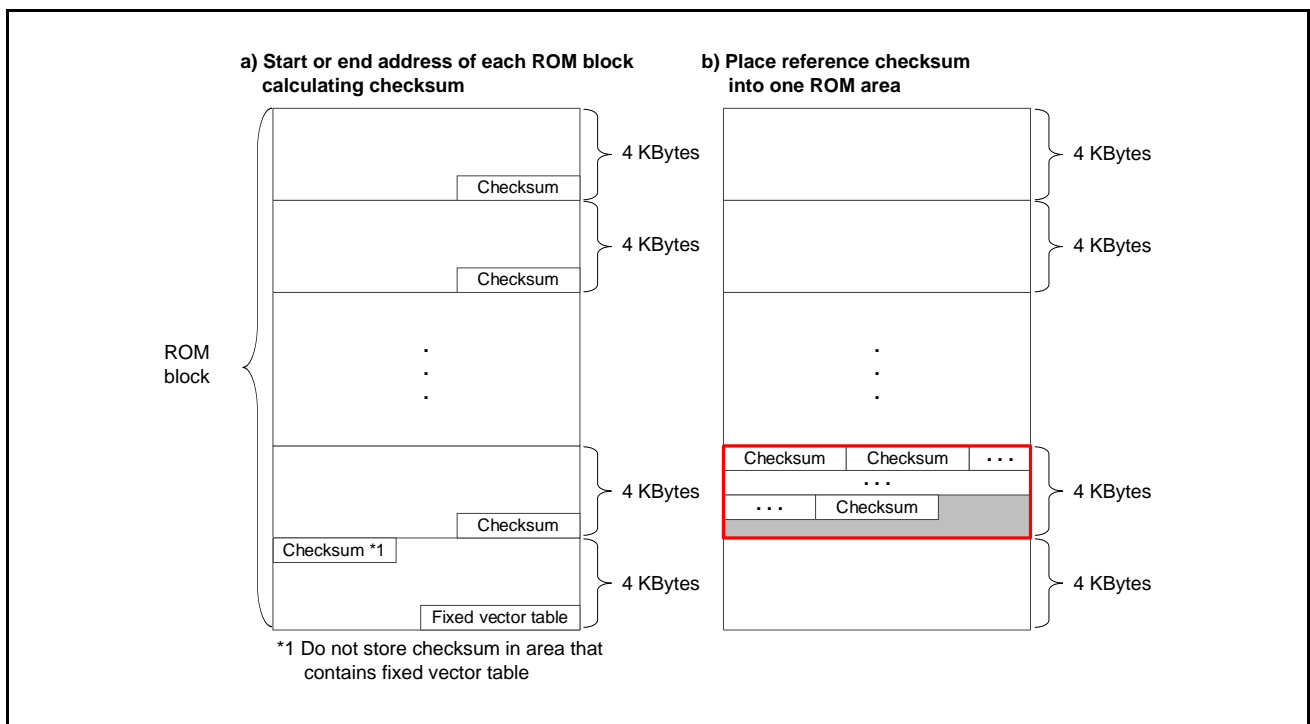 a) Start or end address of each ROM block
calculating checksum
4 KBytes
Checksum
4 KBytes
Checksum
ROM
block
.
.
.
4 KBytes
Checksum
Checksum *1
4 KBytes
Fixed vector table
*1 Do not store checksum in area that
contains fixed vector table
b) Place reference checksum
into one ROM area
4 KBytes
4 KBytes
.
.
.
Checksum Checksum . . .
. . .
4 KBytes
. . . Checksum
4 KBytes